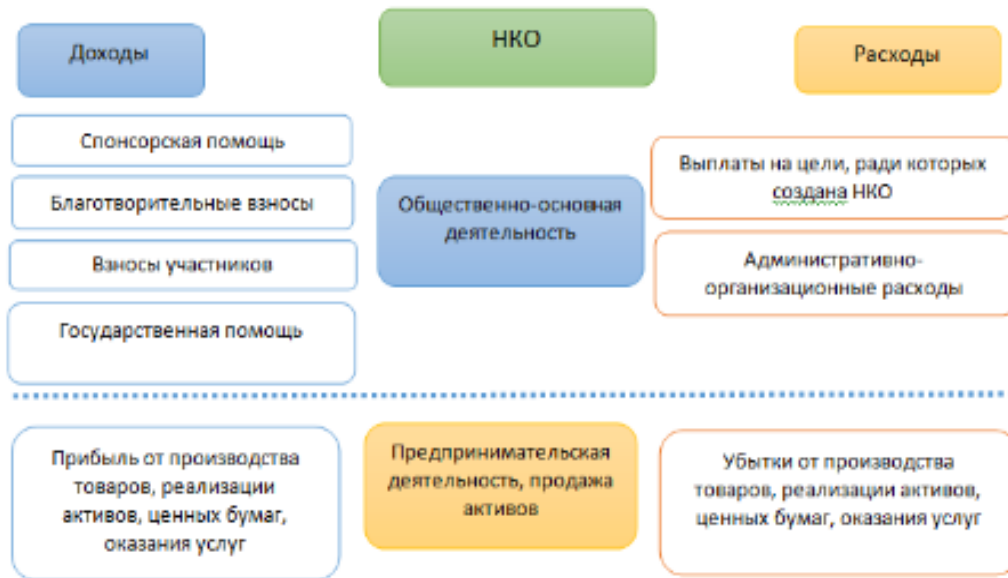 Доходы
НКО
Расходы
Спонсорская помощь
Благотворительные взносы
Взносы участников
Государственная помощь
Общественно-основная
деятельность
Выплаты на цели, ради которых
создана НКО
Административно-
организационные расходы
Прибыль от производства
товаров, реализации
активов, ценных бумаг,
оказания услуг
Предпринимательская
деятельность, продажа
активов
Убытки от производства
товаров, реализации активов,
ценных бумаг, оказания услуг